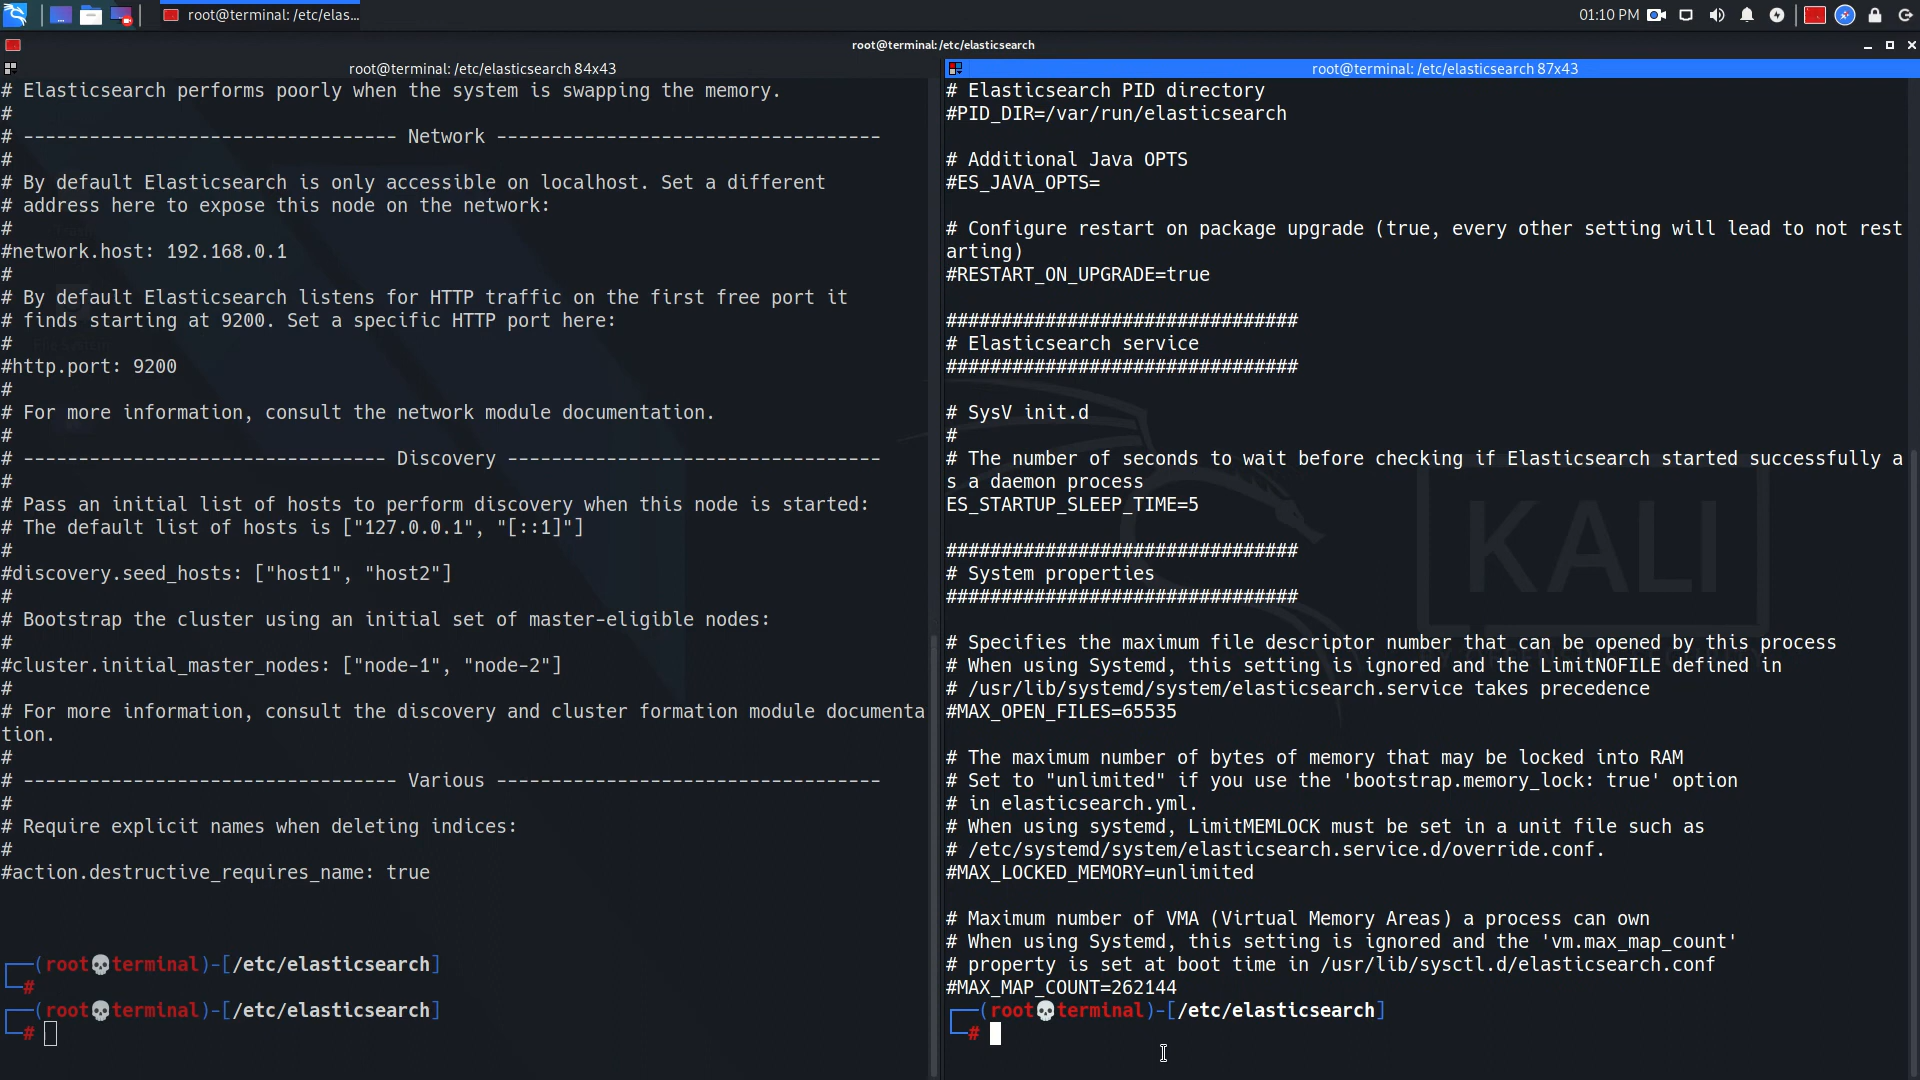 root@terminal: /etc/elas...
01:10 PM
root@terminal: /etc/elasticsearch
root@terminal: /etc/elasticsearch 84x43
# Elasticsearch performs poorly when the system is swapping the memory.
#
# ---------------------------------- Network -----------------------------------
#
# By default Elasticsearch is only accessible on localhost. Set a different
# address here to expose this node on the network:
#
#network.host: 192.168.0.1
#
# By default Elasticsearch listens for HTTP traffic on the first free port it
# finds starting at 9200. Set a specific HTTP port here:
#
#http.port: 9200
#
# For more information, consult the network module documentation.
#
# --------------------------------- Discovery ----------------------------------
#
# Pass an initial list of hosts to perform discovery when this node is started:
# The default list of hosts is ["127.0.0.1", "[::1]"]
#
#discovery.seed_hosts: ["host1", "host2"]
#
# Bootstrap the cluster using an initial set of master-eligible nodes:
#
#cluster.initial_master_nodes: ["node-1", "node-2"]
#
# For more information, consult the discovery and cluster formation module documenta
tion.
#
# ---------------------------------- Various -----------------------------------
#
# Require explicit names when deleting indices:
#
#action.destructive_requires_name: true
(root💀terminal)-[/etc/elasticsearch]
#
(root💀terminal)-[/etc/elasticsearch]
#
root@terminal: /etc/elasticsearch 87x43
# Elasticsearch PID directory
#PID_DIR=/var/run/elasticsearch
# Additional Java OPTS
#ES_JAVA_OPTS=
# Configure restart on package upgrade (true, every other setting will lead to not rest
arting)
#RESTART_ON_UPGRADE=true
################################
# Elasticsearch service
################################
# SysV init.d
#
# The number of seconds to wait before checking if Elasticsearch started successfully a
s a daemon process
ES_STARTUP_SLEEP_TIME=5
################################
# System properties
################################
# Specifies the maximum file descriptor number that can be opened by this process
# When using Systemd, this setting is ignored and the LimitNOFILE defined in
# /usr/lib/systemd/system/elasticsearch.service takes precedence
#MAX_OPEN_FILES=65535
# The maximum number of bytes of memory that may be locked into RAM
# Set to "unlimited" if you use the 'bootstrap.memory_lock: true' option
# in elasticsearch.yml.
# When using systemd, LimitMEMLOCK must be set in a unit file such as
# /etc/systemd/system/elasticsearch.service.d/override.conf.
#MAX_LOCKED_MEMORY=unlimited
# Maximum number of VMA (Virtual Memory Areas) a process can own
# When using Systemd, this setting is ignored and the 'vm.max_map_count'
# property is set at boot time in /usr/lib/sysctl.d/elasticsearch.conf
#MAX_MAP_COUNT=262144
(root💀terminal)-[/etc/elasticsearch]
#
KALI